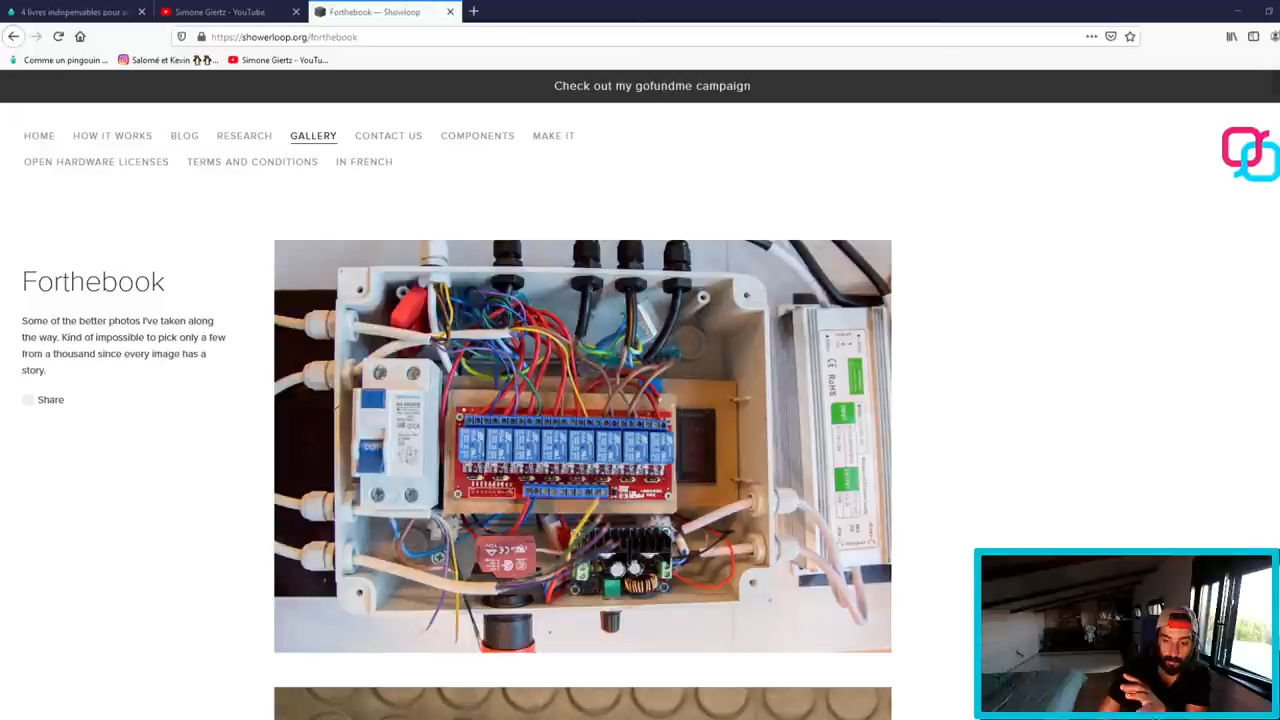 4 livres indispensables pour a
Simone Giertz - YouTube
Forthebook — Showloop
https://showerloop.org/forthebook
Comme un pingouin ...
Salomé et Kevin
Simone Giertz - YouTu...
Check out my gofundme campaign
HOME
HOW IT WORKS
BLOG
RESEARCH
GALLERY
CONTACT US
COMPONENTS
MAKE IT
OPEN HARDWARE LICENSES
TERMS AND CONDITIONS
IN FRENCH
Forthebook
Some of the better photos I've taken along
the way. Kind of impossible to pick only a few
from a thousand since every image has a
story.
Share
CE RoHS